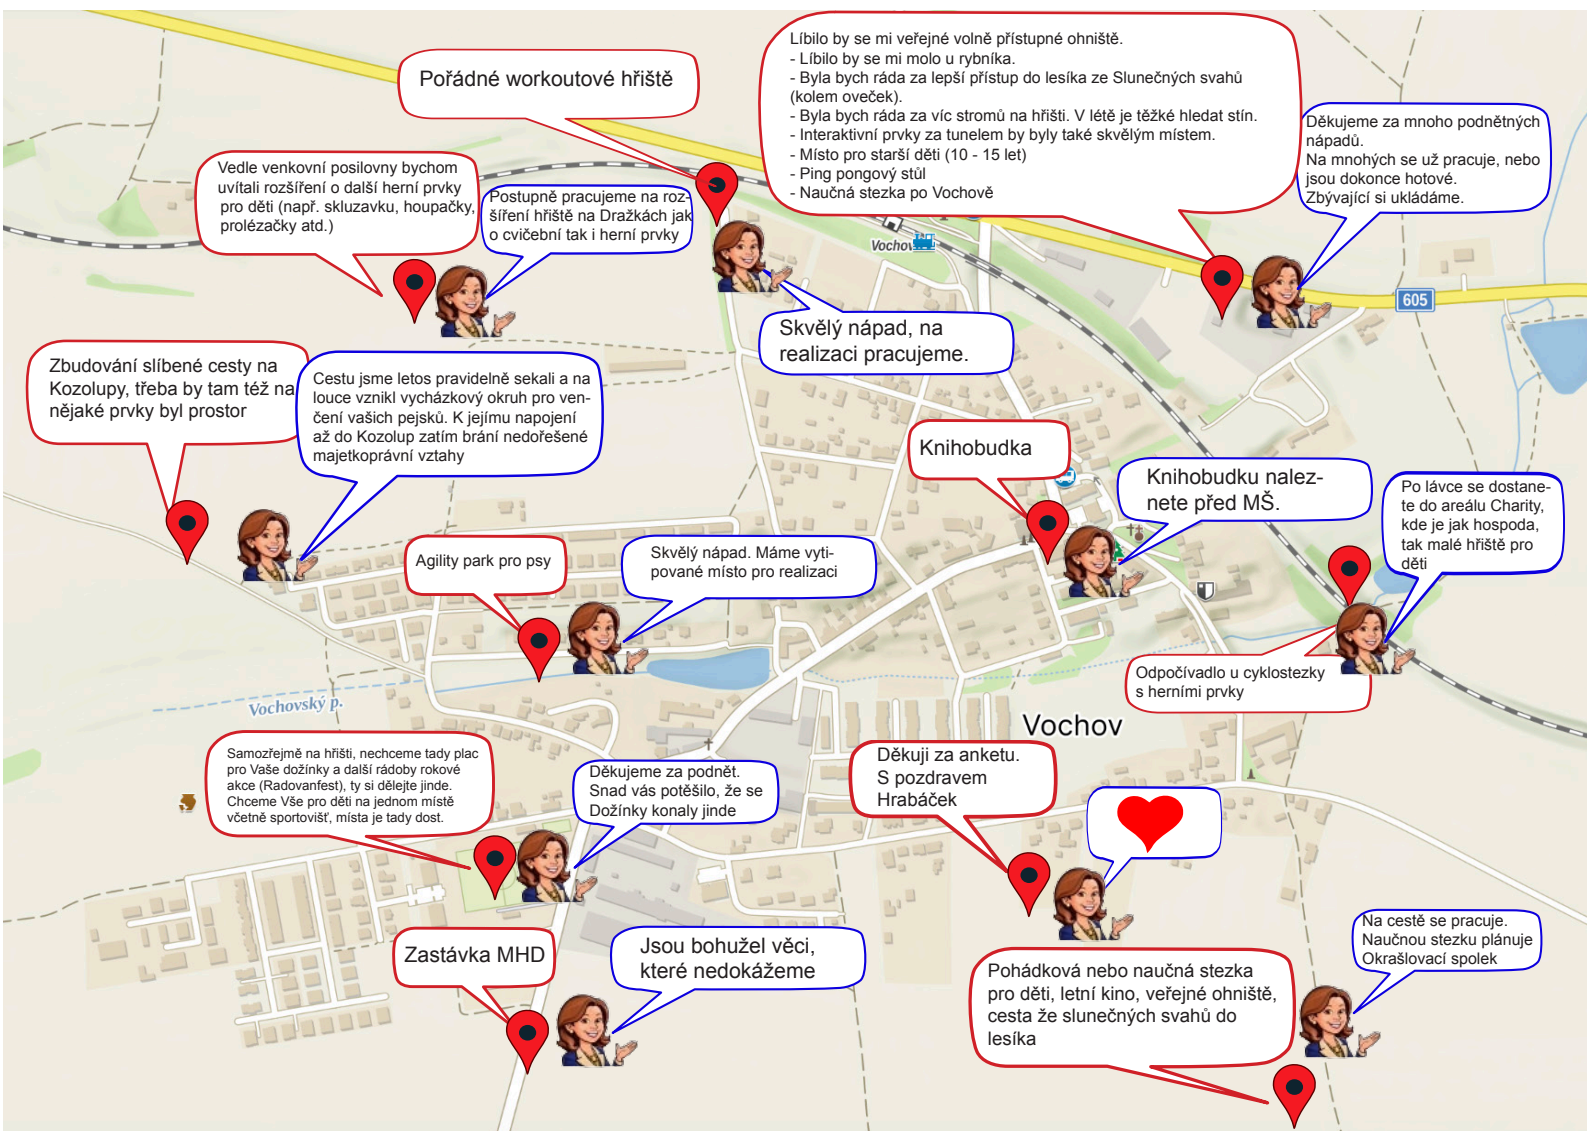 Pořádné workoutové hřiště
Líbilo by se mi veřejné volně přístupné ohniště.
- Líbilo by se mi molo u rybníka.
- Byla bych ráda za lepší přístup do lesíka ze Slunečných svahů
(kolem oveček).
- Byla bych ráda za víc stromů na hřišti. V létě je těžké hledat stín.
- Interaktivní prvky za tunelem by byly také skvělým místem.
- Místo pro starší děti (10 - 15 let)
- Ping pongový stůl
- Naučná stezka po Vochově
Děkujeme za mnoho podnětných
nápadů.
Na mnohých se už pracuje, nebo
jsou dokonce hotové.
Zbývající si ukládáme.
Vedle venkovní posilovny bychom
uvítali rozšíření o další herní prvky
pro děti (např. skluzavku, houpačky,
prolézačky atd.)
Postupně pracujeme na roz-
šíření hřiště na Dražkách jak
o cvičební tak i herní prvky
Vochov
605
Skvělý nápad, na
realizaci pracujeme.
Zbudování slíbené cesty na
Kozolupy, třeba by tam též na
nějaké prvky byl prostor
Cestu jsme letos pravidelně sekali a na
louce vznikl vycházkový okruh pro ven-
čení vašich pejsků. K jejímu napojení
až do Kozolup zatím brání nedořešené
majetkoprávní vztahy
Knihobudka
Knihobudku nalez-
nete před MŠ.
Po lávce se dostane-
te do areálu Charity,
kde je jak hospoda,
tak malé hřiště pro
děti
Agility park pro psy
Skvělý nápad. Máme vyti-
pované místo pro realizaci
Odpočívadlo u cyklostezky
s herními prvky
Vochovský p.
Vochov
Samozřejmě na hřišti, nechceme tady plac
pro Vaše dožínky a další rádoby rokové
akce (Radovanfest), ty si dělejte jinde.
Chceme Vše pro děti na jednom místě
včetně sportovišť, místa je tady dost.
Děkujeme za podnět.
Snad vás potěšilo, že se
Dožínky konaly jinde
Děkuji za anketu.
S pozdravem
Hrabáček
Zastávka MHD
Jsou bohužel věci,
které nedokážeme
Pohádková nebo naučná stezka
pro děti, letní kino, veřejné ohniště,
cesta že slunečných svahů do
lesíka
Na cestě se pracuje.
Naučnou stezku plánuje
Okrašlovací spolek